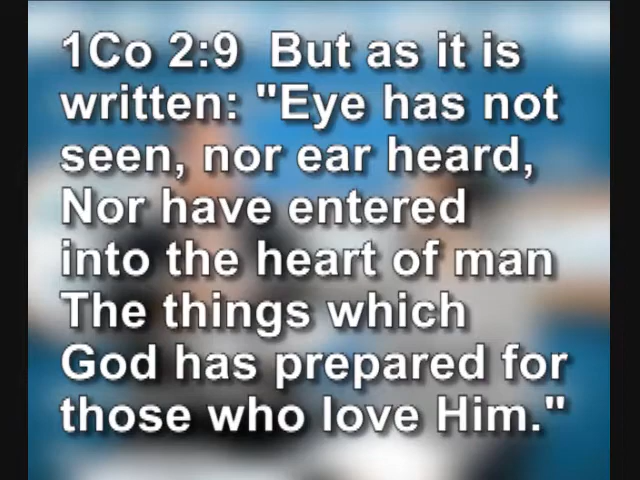 1Co 2:9  But as it is
written: "Eye has not
seen, nor ear heard,
Nor have entered
into the heart of man
The things which
God has prepared for
those who love Him."